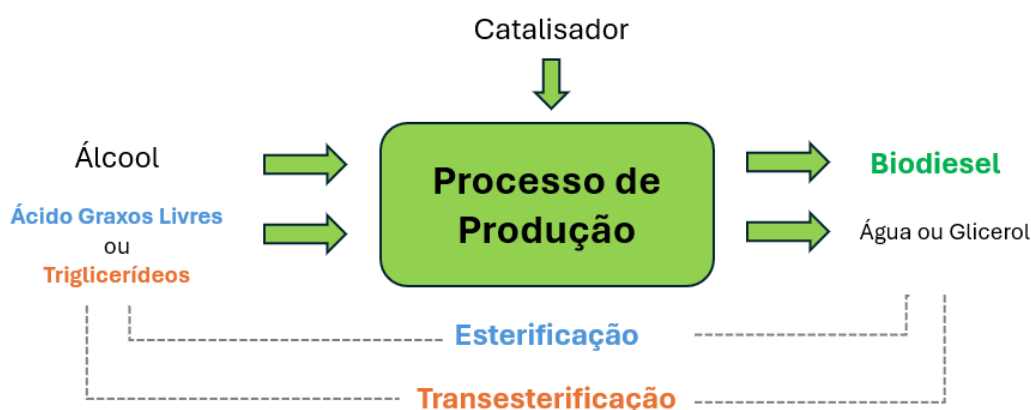 Catalisador
Álcool
Ácido Graxos Livres
ou
Triglicerídeos
Processo de
Produção
Biodiesel
Água ou Glicerol
Esterificação
Transesterificação